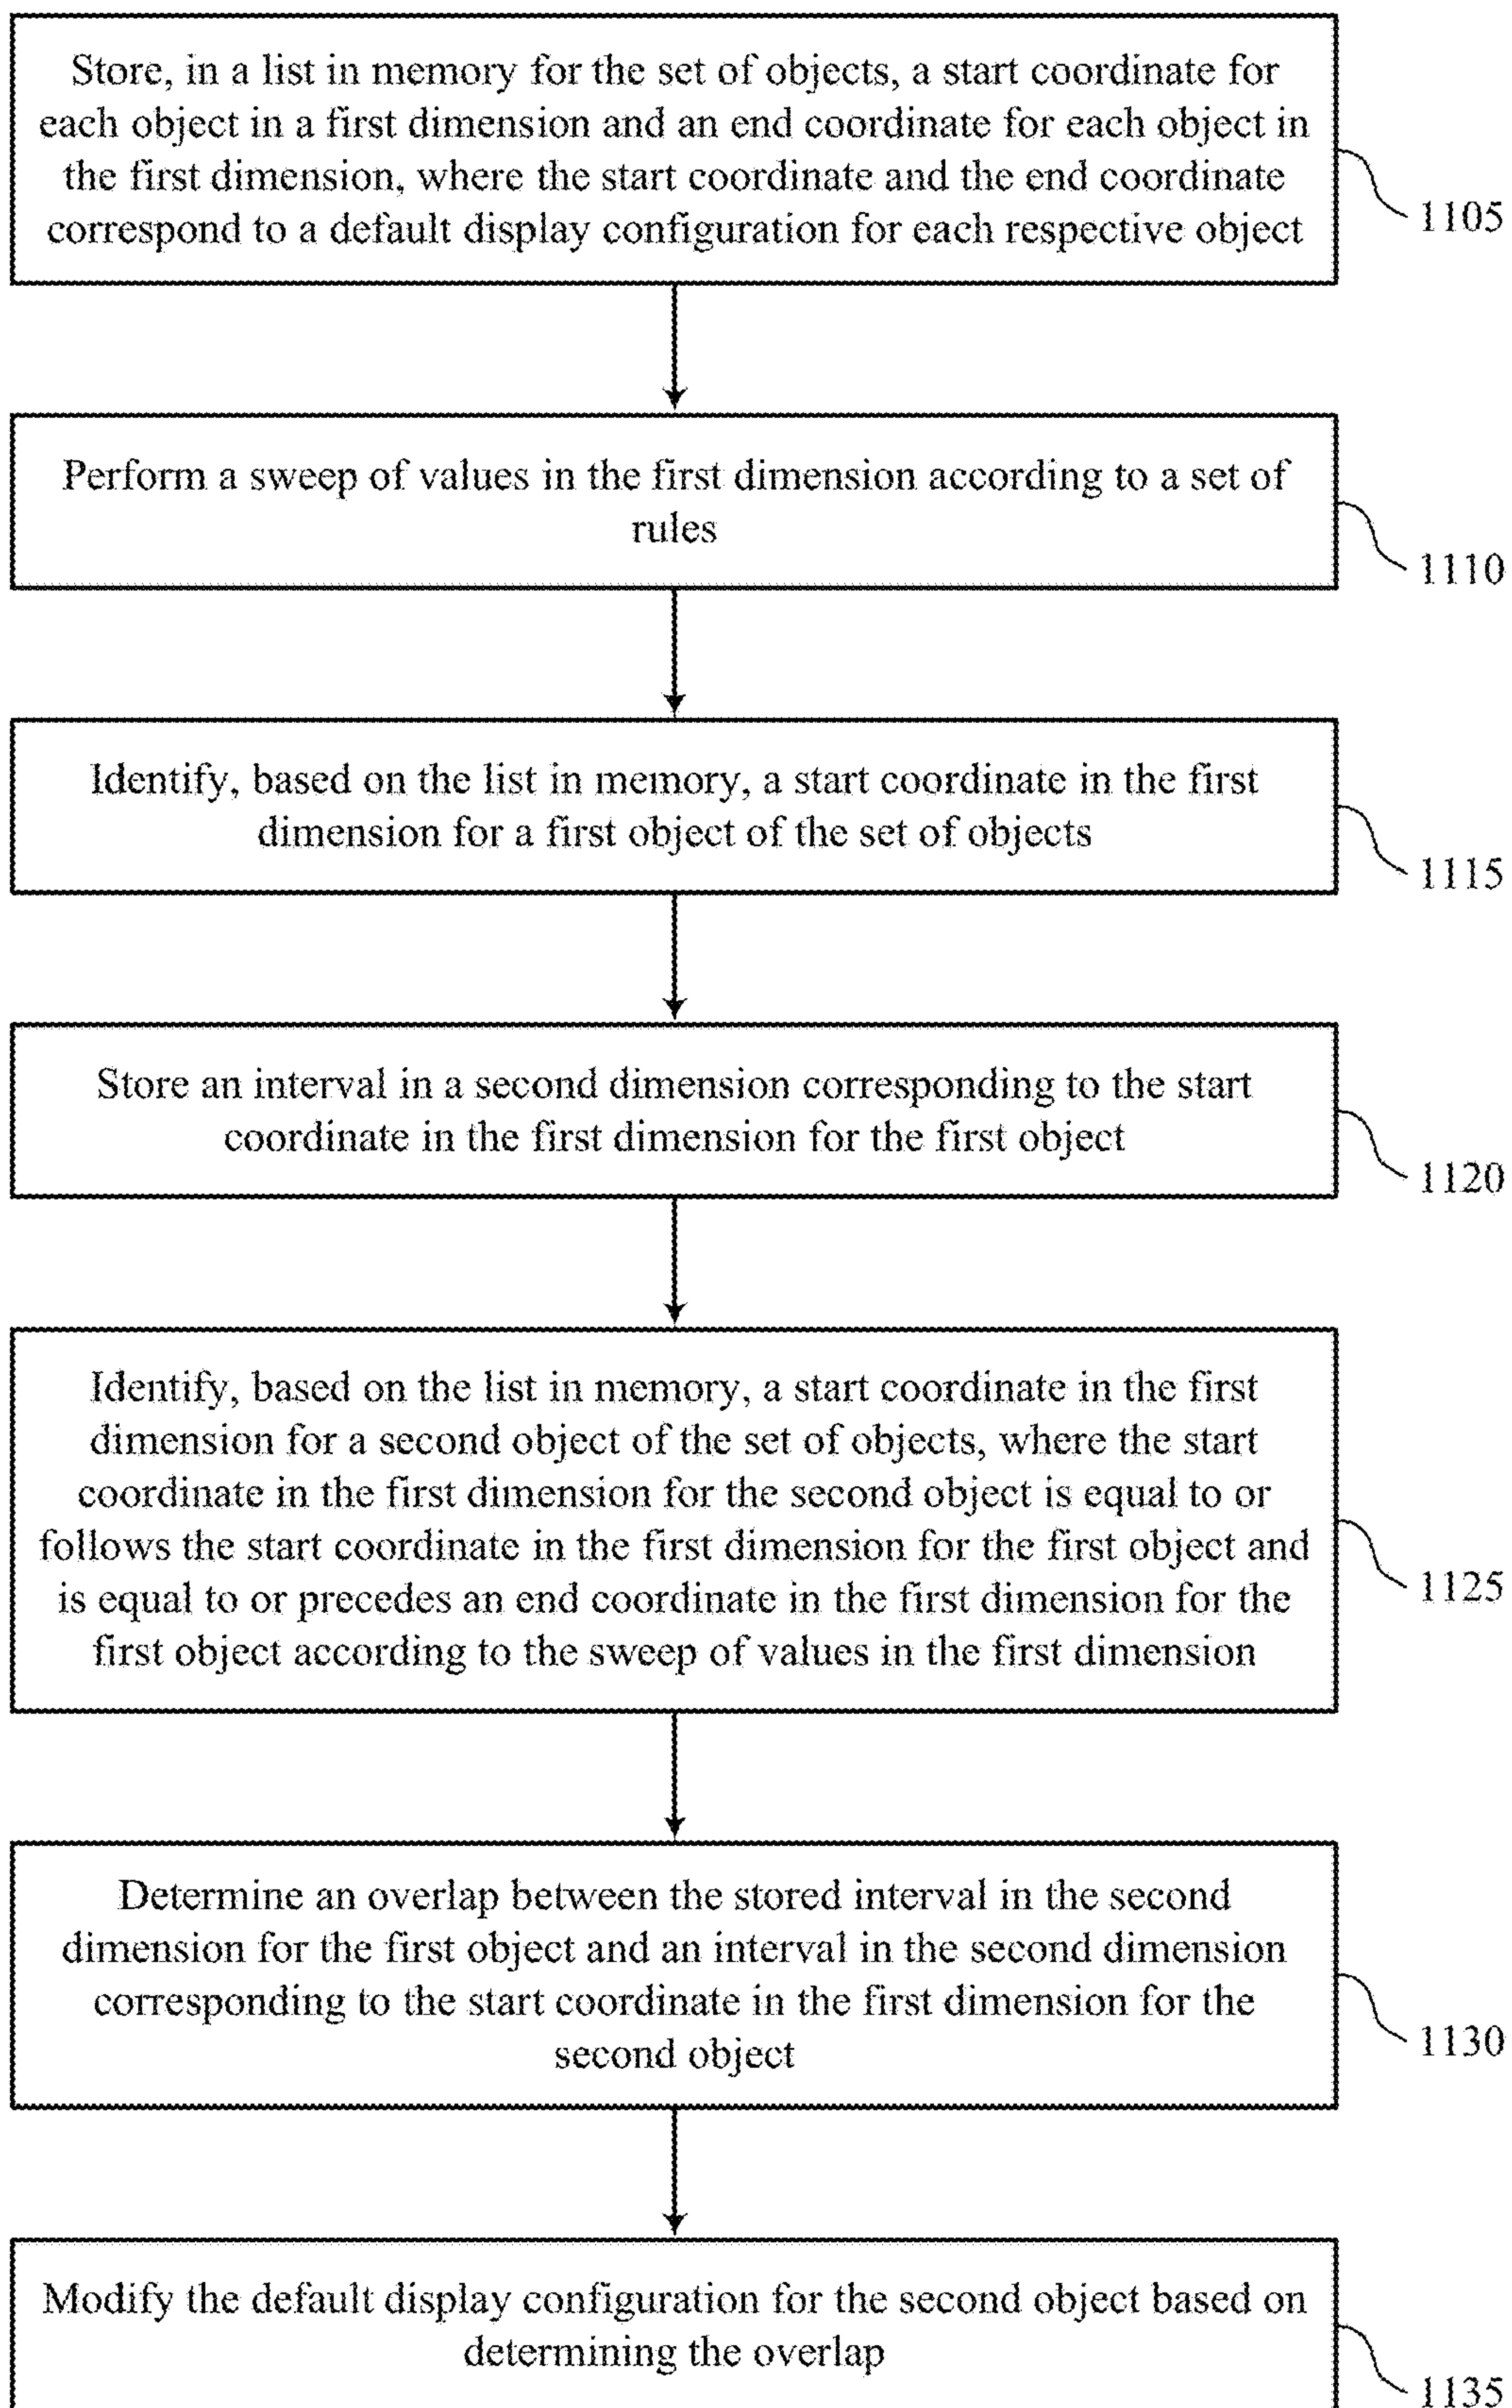 Store, in a list in memory for the set of objects, a start coordinate for
each object in a first dimension and an end coordinate for each object in
the first dimension, where the start coordinate and the end coordinate
correspond to a default display configuration for each respective object
1105
Perform a sweep of values in the first dimension according to a set of
rules
1110
Identify, based on the list in memory, a start coordinate in the first
dimension for a first object of the set of objects
1115
Store an interval in a second dimension corresponding to the start
coordinate in the first dimension for the first object
1120
Identify, based on the list in memory, a start coordinate in the first
dimension for a second object of the set of objects, where the start
coordinate in the first dimension for the second object is equal to or
follows the start coordinate in the first dimension for the first object and
is equal to or precedes an end coordinate in the first dimension for the
first object according to the sweep of values in the first dimension
1125
Determine an overlap between the stored interval in the second
dimension for the first object and an interval in the second dimension
corresponding to the start coordinate in the first dimension for the
second object
1130
Modify the default display configuration for the second object based on
determining the overlap
1135